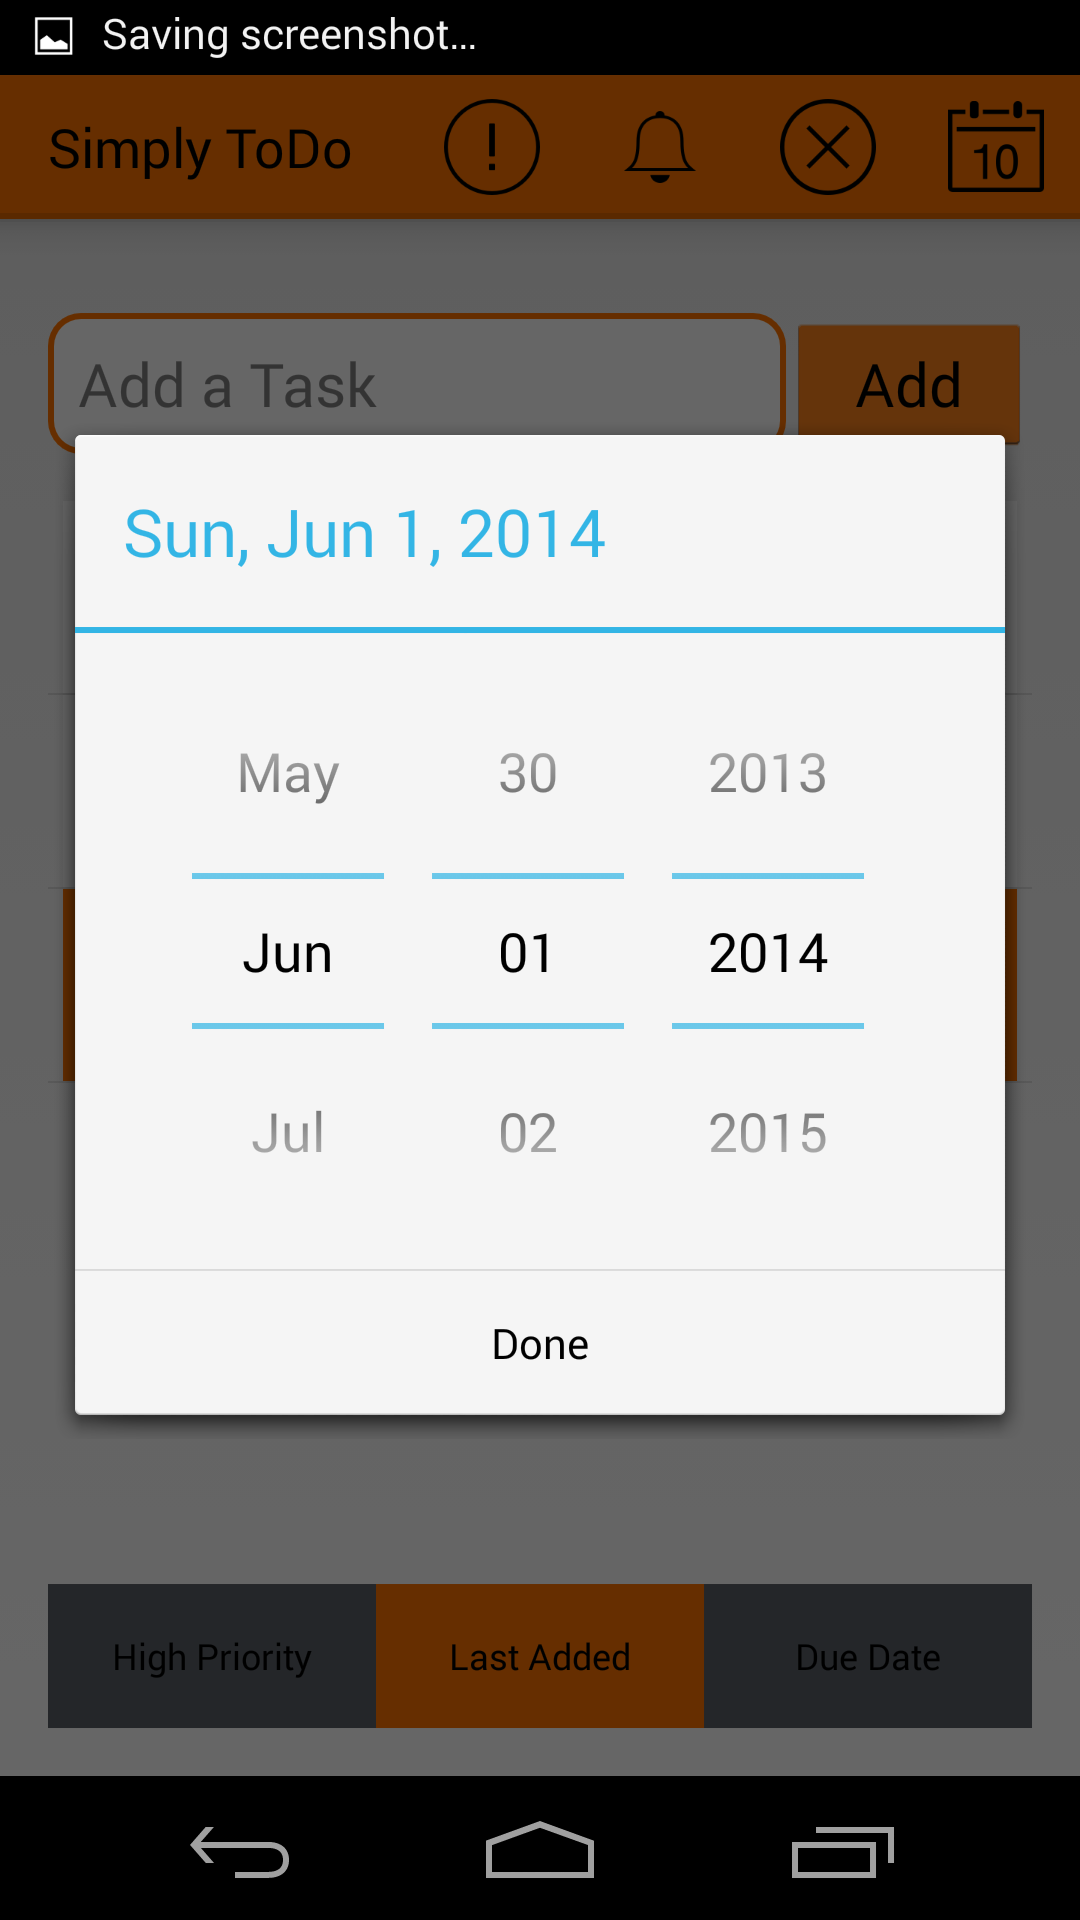 Saving screenshot...
Simply ToDo ! 10
Add a Task Add
Sun, Jun 1, 2014
May 30 2013
Jun 01 2014
Jul 02 2015
Done
High Priority Last Added Due Date